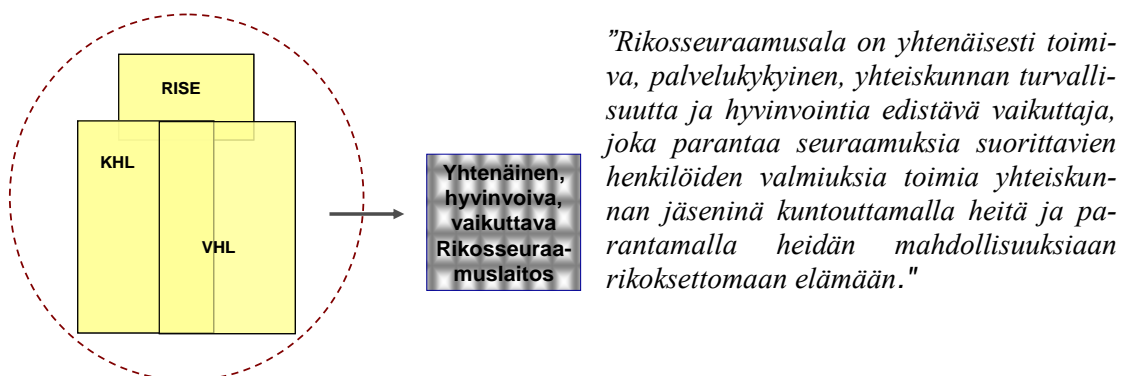 RISE
KHL
VHL
Yhtenäinen,
hyvinvoiva,
vaikuttava
Rikosseuraa-
muslaitos
"Rikosseuraamusala on yhtenäisesti toimi-
va, palvelukykyinen, yhteiskunnan turvalli-
suutta ja hyvinvointia edistävä vaikuttaja,
joka parantaa seuraamuksia suorittavien
henkilöiden valmiuksia toimia yhteiskun-
nan jäseninä kuntouttamalla heitä ja pa-
rantamalla heidän mahdollisuuksiaan
rikoksettomaan elämään."